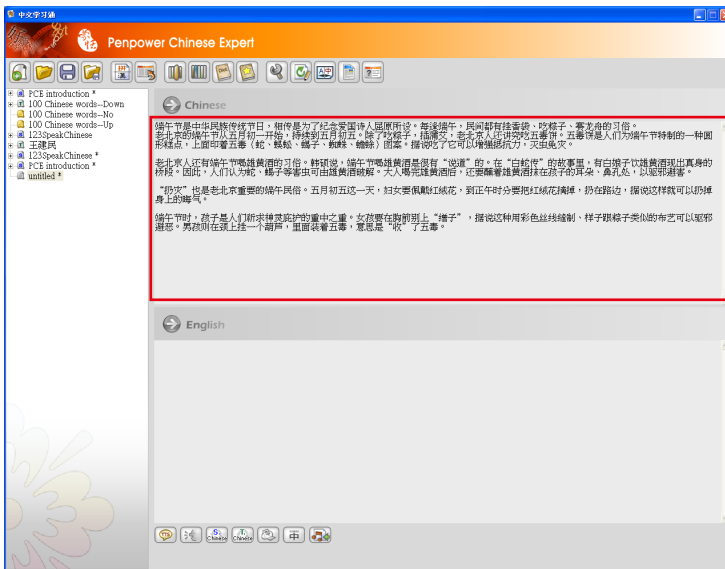 中文学习通
Penpower Chinese Expert
PCE introduction *
100 Chinese words--Down
100 Chinese words--No
100 Chinese words--Up
123SpeakChinese
王建民
123SpeakChinese *
PCE introduction *
untitled *
Chinese
端午节是中华民族传统节日，相传是为了纪念爱国诗人屈原所设。每逢端午，民间都有挂香袋、吃粽子、赛龙舟的习俗。
老北京的端午节从五月初一开始，持续到五月初五。除了吃粽子，插蒲艾，老北京人还讲究吃五毒饼。五毒饼是人们为端午节特制的一种圆
形糕点，上面印着五毒（蛇、蜈蚣、蝎子、蜘蛛、蟾蜍）图案。据说吃了它可以增强抵抗力，灭虫免灾。
老北京人还有端午节喝雄黄酒的习俗。韩锁说，端午节喝雄黄酒是很有“说道”的。在“白蛇传”的故事里，有白娘子饮雄黄酒现出真身的
桥段。因此，人们认为蛇、蝎子等害虫可由雄黄酒破解。大人喝完雄黄酒后，还要蘸着雄黄酒抹在孩子的耳朵、鼻孔处，以驱邪避害。
“扔灾”也是老北京重要的端午民俗。五月初五这一天，妇女要佩戴红绒花，到正午时分要把红绒花摘掉，扔在路边，据说这样就可以扔掉
身上的晦气。
端午节时，孩子是人们祈求神灵庇护的重中之重。女孩要在胸前别上“缯子”，据说这种用彩色丝线缝制、样子跟粽子类似的布艺可以驱邪
避恶。男孩则在颈上挂一个葫芦，里面装着五毒，意思是“收”了五毒。
English
TTS
S Chinese
T Chinese
中